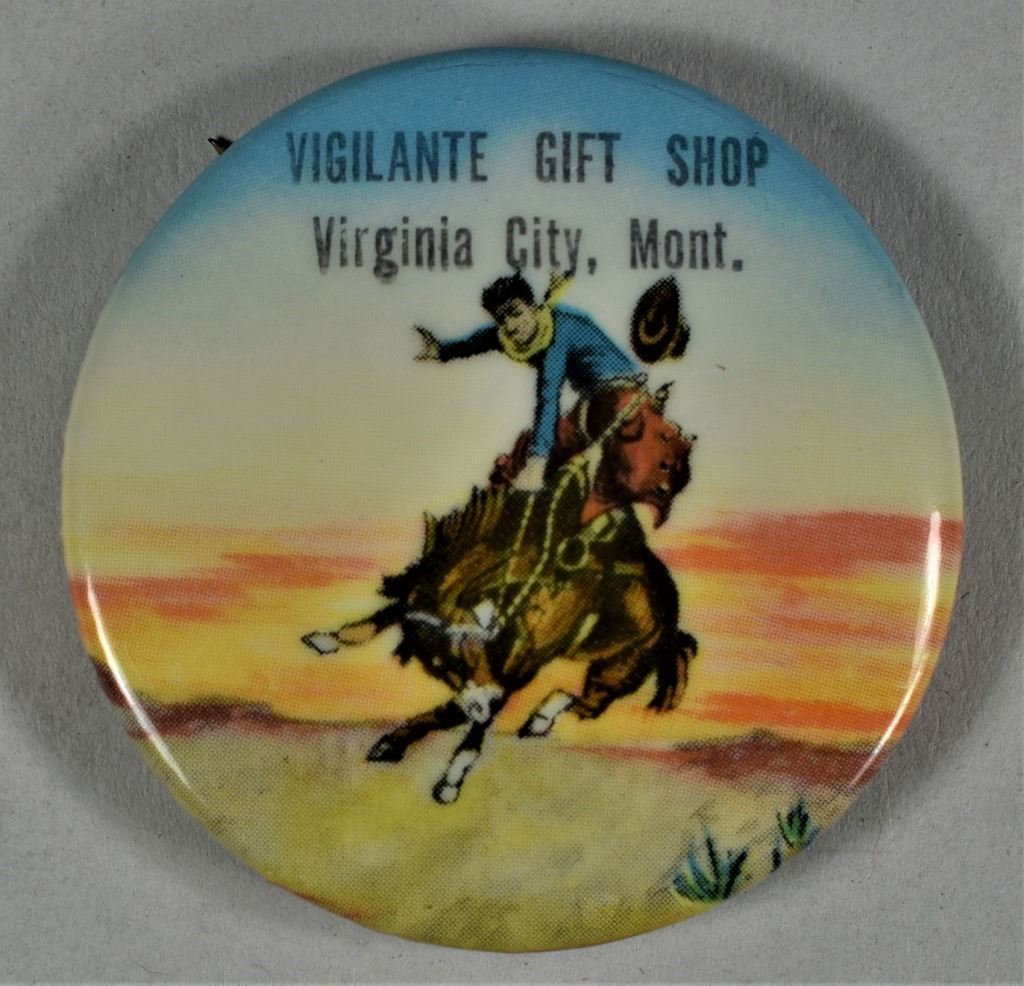 VIGILANTE GIFT SHOP
Virginia City, Mont.